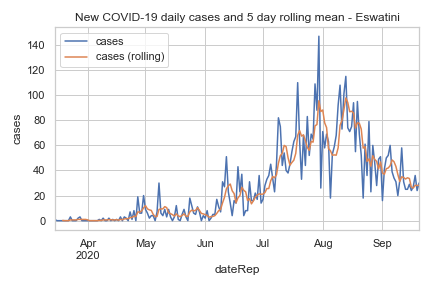 New COVID-19 daily cases and 5 day rolling mean - Eswatini
cases
cases (rolling)
140
120
100
80
60
40
20
0
cases
Apr
2020
May
Jun
Jul
Aug
Sep
dateRep